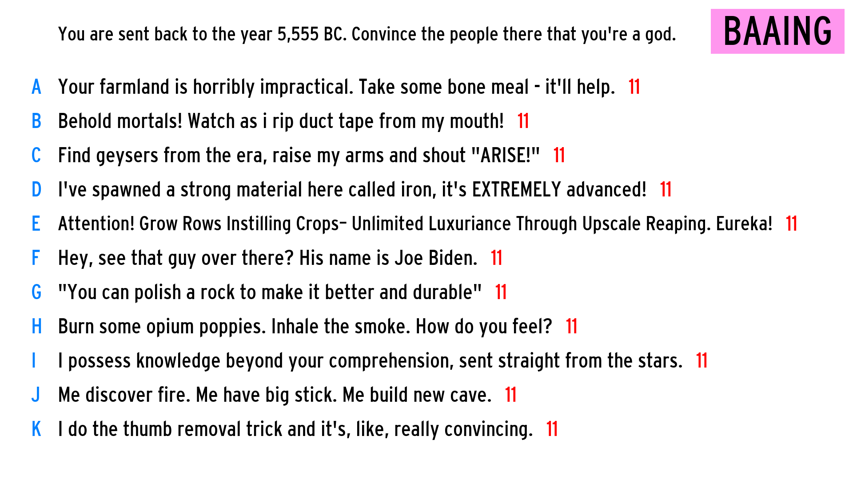 You are sent back to the year 5,555 BC. Convince the people there that you're a god.
BAAING
A Your farmland is horribly impractical. Take some bone meal - it'll help. 11
B Behold mortals! Watch as i rip duct tape from my mouth! 11
C Find geysers from the era, raise my arms and shout "ARISE!" 11
D I've spawned a strong material here called iron, it's EXTREMELY advanced! 11
E Attention! Grow Rows Instilling Crops– Unlimited Luxuriance Through Upscale Reaping. Eureka! 11
F Hey, see that guy over there? His name is Joe Biden. 11
G "You can polish a rock to make it better and durable" 11
H Burn some opium poppies. Inhale the smoke. How do you feel? 11
I I possess knowledge beyond your comprehension, sent straight from the stars. 11
J Me discover fire. Me have big stick. Me build new cave. 11
K I do the thumb removal trick and it's, like, really convincing. 11